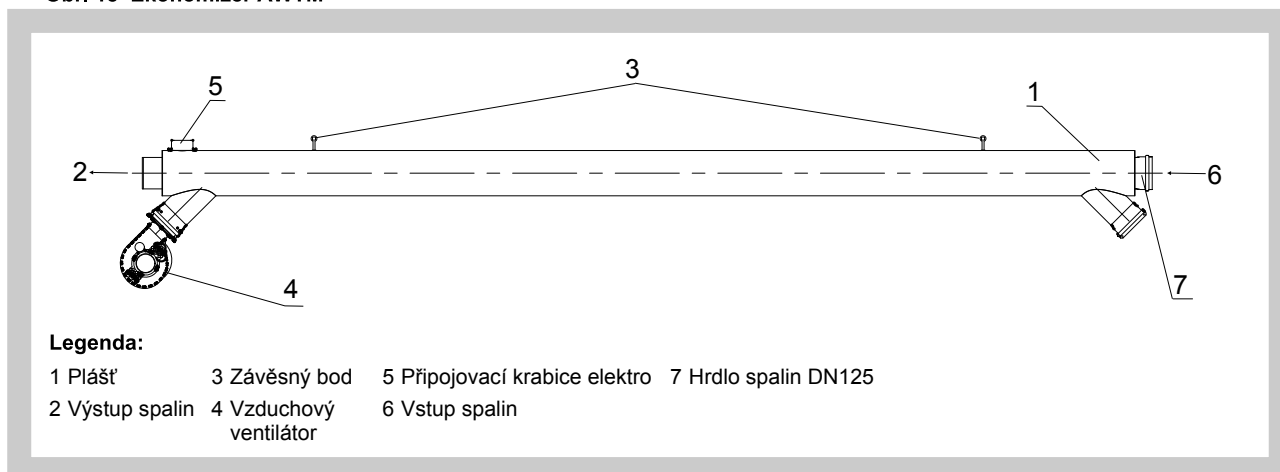 5
3
1
2
6
4
7
Legenda:
1 Plášť 3 Závěsný bod 5 Připojovací krabice elektro 7 Hrdlo spalin DN125
2 Výstup spalin 4 Vzduchový 6 Vstup spalin
ventilátor